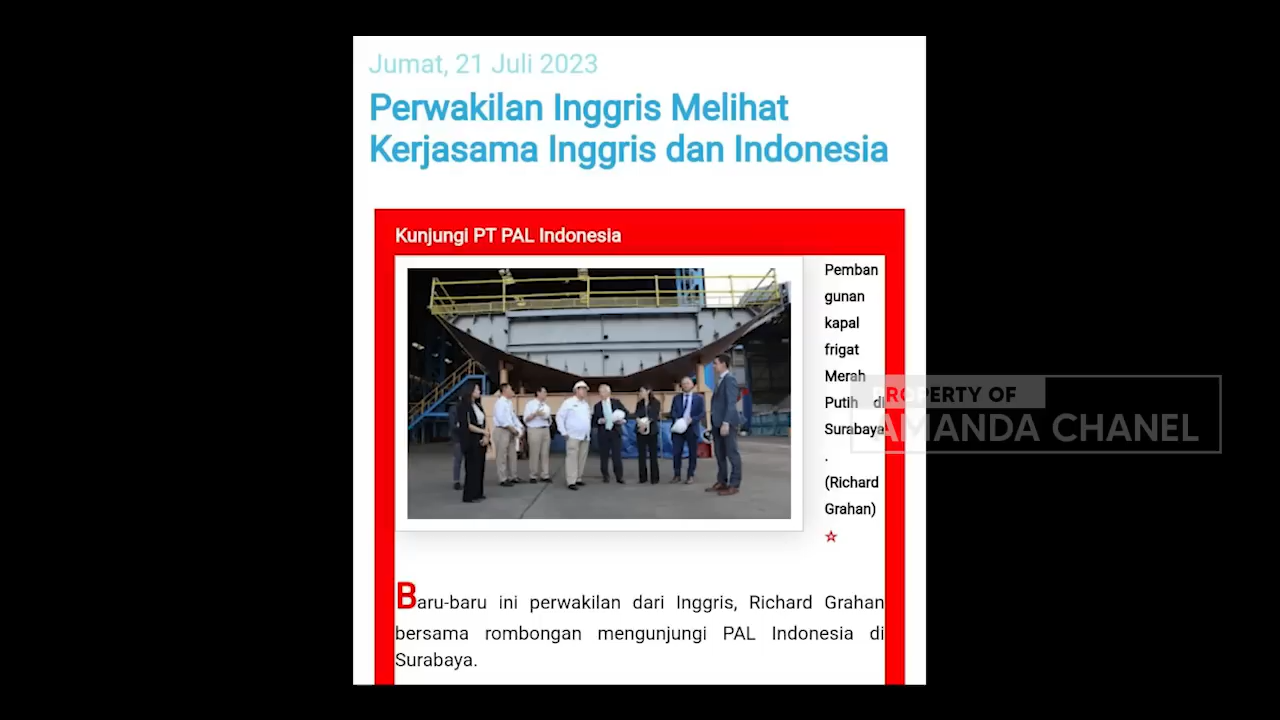 Jumat, 21 Juli 2023
Perwakilan Inggris Melihat
Kerjasama Inggris dan Indonesia
Kunjungi PT PAL Indonesia
Pemban
gunan
kapal
frigat
Merah
Putih di
Surabaya
.
(Richard
Grahan)
PROPERTY OF
AMANDA CHANEL
Baru-baru ini perwakilan dari Inggris, Richard Grahan
bersama rombongan mengunjungi PAL Indonesia di
Surabaya.